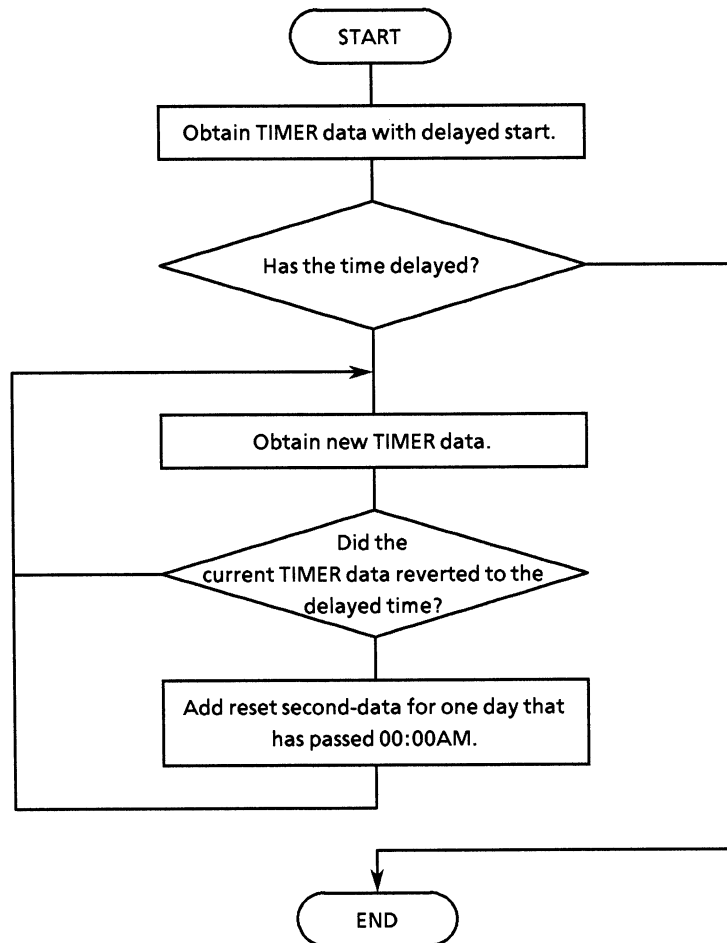 START
Obtain TIMER data with delayed start.
Has the time delayed?
Obtain new TIMER data.
Did the
current TIMER data reverted to the
delayed time?
Add reset second-data for one day that
has passed 00:00AM.
END